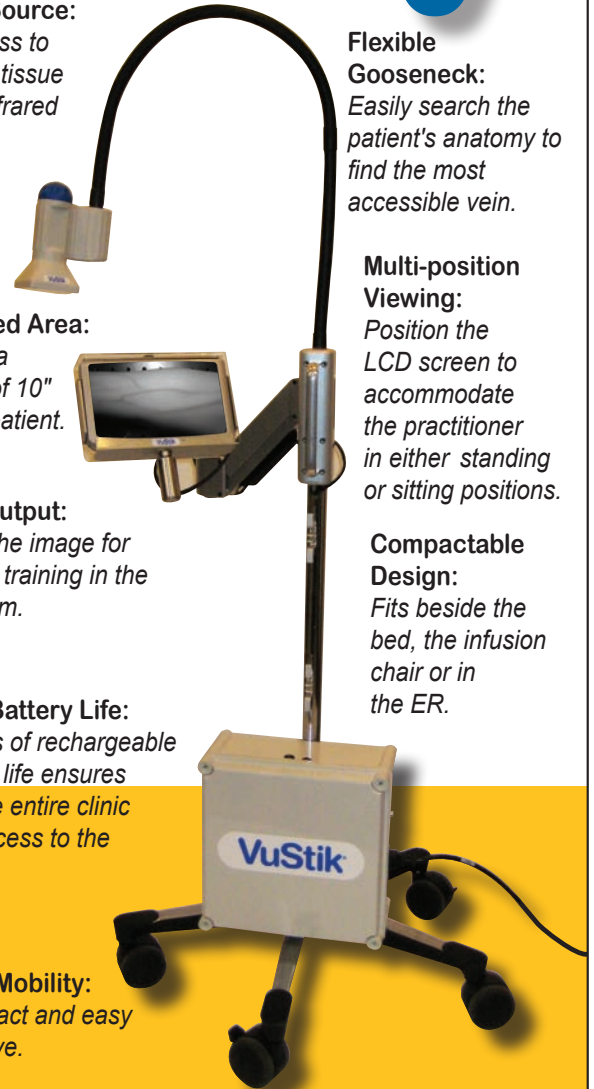 ource:
ess to
tissue
frared
ed Area:
a
of 10"
atient.
utput:
he image for
training in the
m.
Battery Life:
s of rechargeable
life ensures
e entire clinic
cess to the
Mobility:
act and easy
ve.
Flexible
Gooseneck:
Easily search the
patient's anatomy to
find the most
accessible vein.
Multi-position
Viewing:
Position the
LCD screen to
accommodate
the practitioner
in either standing
or sitting positions.
Compactable
Design:
Fits beside the
bed, the infusion
chair or in
the ER.
VuStik
VuStik
VuStik